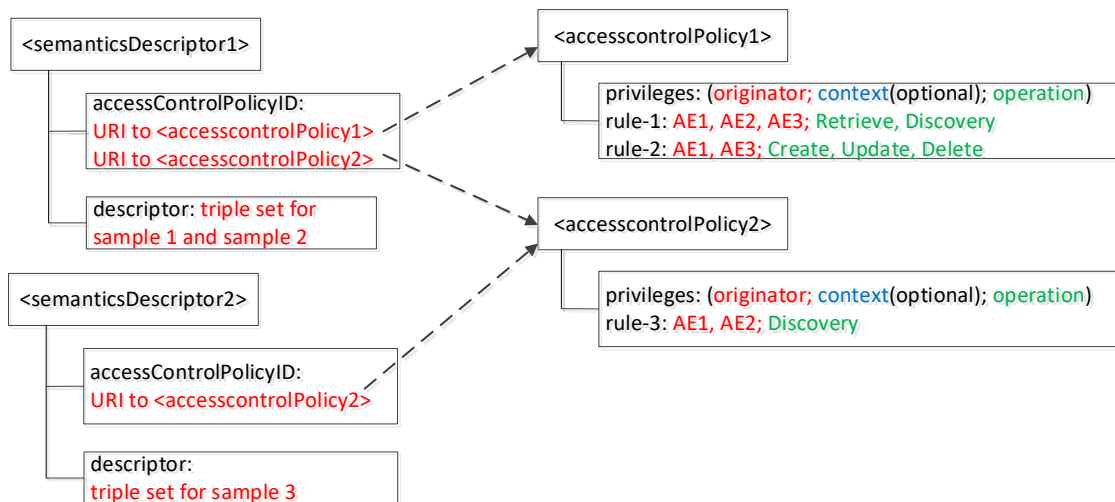 <semanticsDescriptor1>
accessControlPolicyID:
URI to <accesscontrolPolicy1>
URI to <accesscontrolPolicy2>
descriptor: triple set for
sample 1 and sample 2
<semanticsDescriptor2>
accessControlPolicyID:
URI to <accesscontrolPolicy2>
descriptor:
triple set for sample 3
<accesscontrolPolicy1>
privileges: (originator; context(optional); operation)
rule-1: AE1, AE2, AE3; Retrieve, Discovery
rule-2: AE1, AE3; Create, Update, Delete
<accesscontrolPolicy2>
privileges: (originator; context(optional); operation)
rule-3: AE1, AE2; Discovery